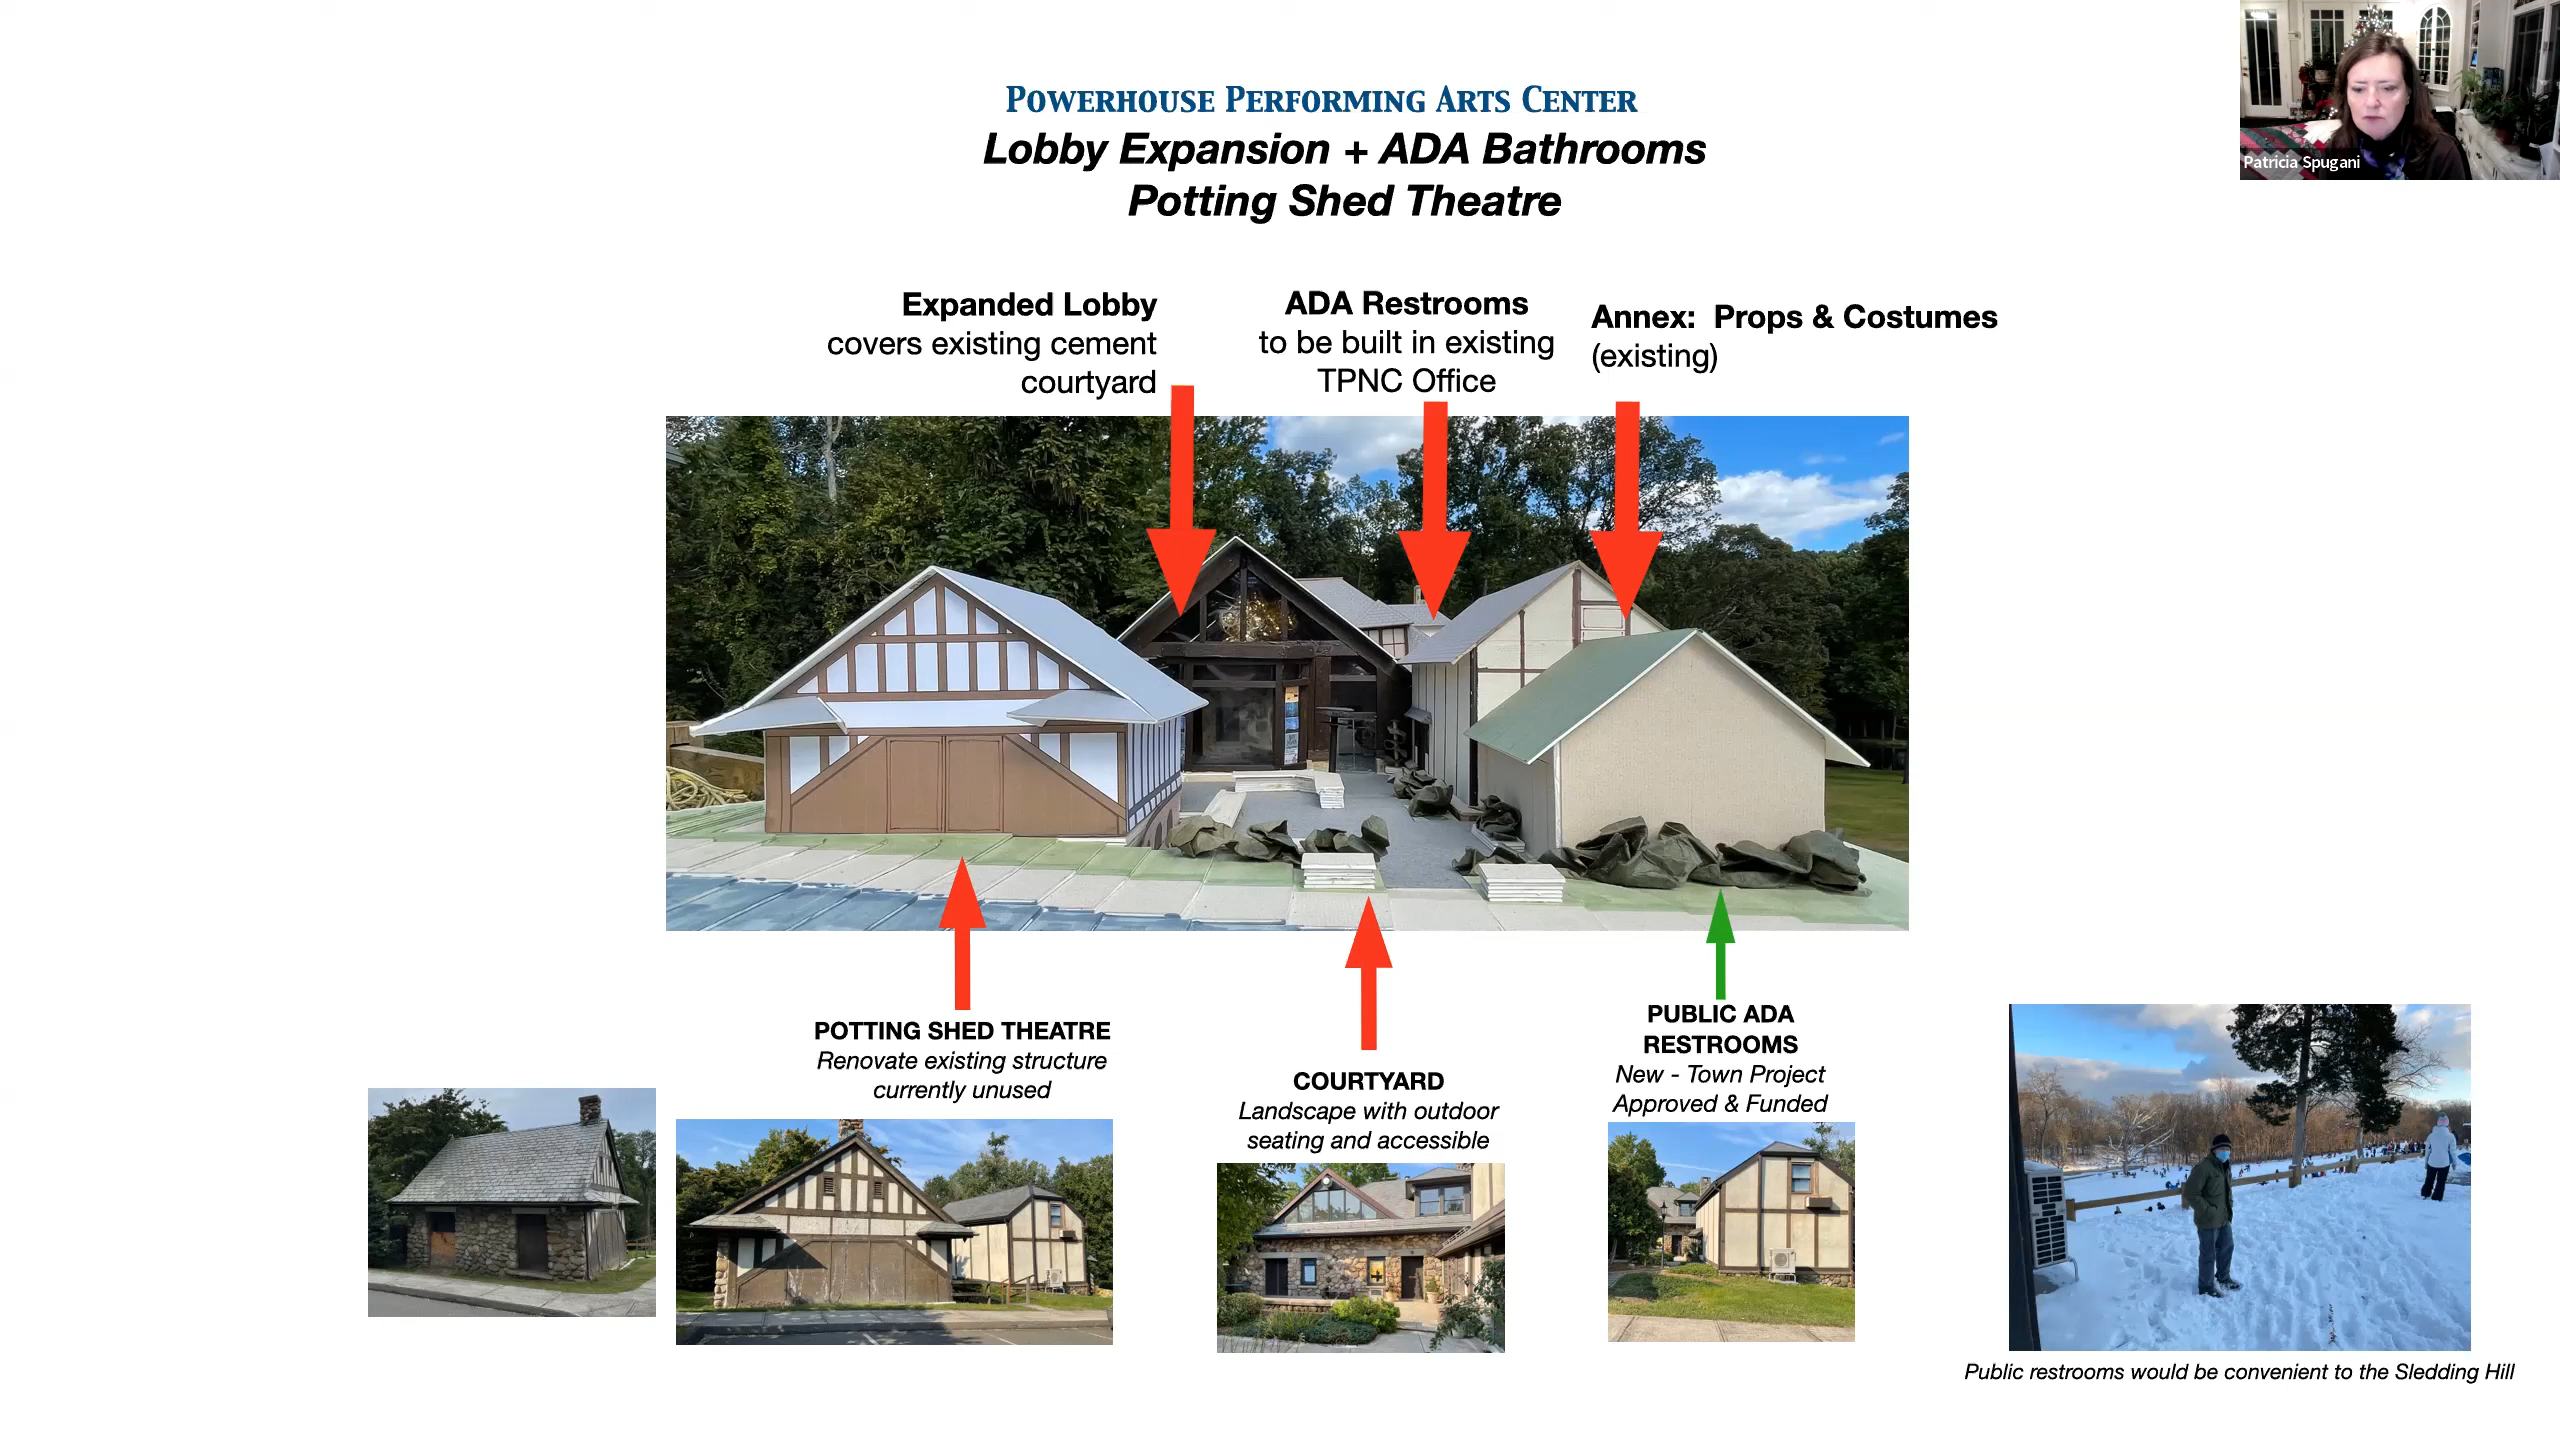 Patricia Spugani
POWERHOUSE PERFORMING ARTS CENTER
Lobby Expansion + ADA Bathrooms
Potting Shed Theatre
Expanded Lobby
covers existing cement
courtyard
ADA Restrooms
to be built in existing
TPNC Office
Annex: Props & Costumes
(existing)
POTTING SHED THEATRE
Renovate existing structure
currently unused
COURTYARD
Landscape with outdoor
seating and accessible
PUBLIC ADA
RESTROOMS
New - Town Project
Approved & Funded
Public restrooms would be convenient to the Sledding Hill